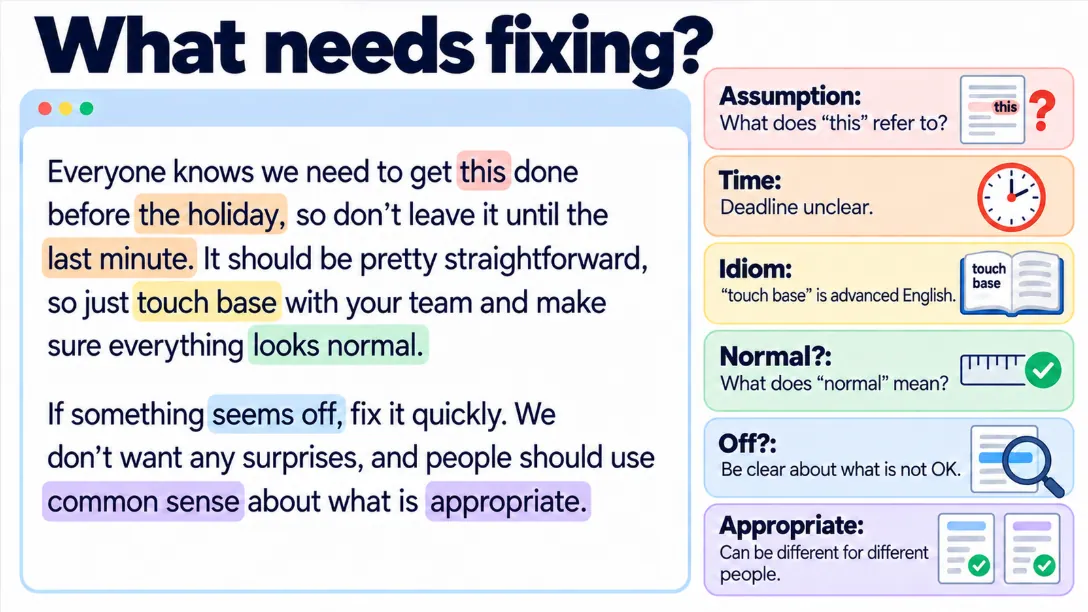 What needs fixing?
Everyone knows we need to get this done
before the holiday, so don’t leave it until the
last minute. It should be pretty straightforward,
so just touch base with your team and make
sure everything looks normal.
If something seems off, fix it quickly. We
don’t want any surprises, and people should use
common sense about what is appropriate.
Assumption:
What does “this” refer to?
this
?
Time:
Deadline unclear.
Idiom:
“touch base” is advanced English.
touch
base
Normal?:
What does “normal” mean?
Off?:
Be clear about what is not OK.
Appropriate:
Can be different for different
people.